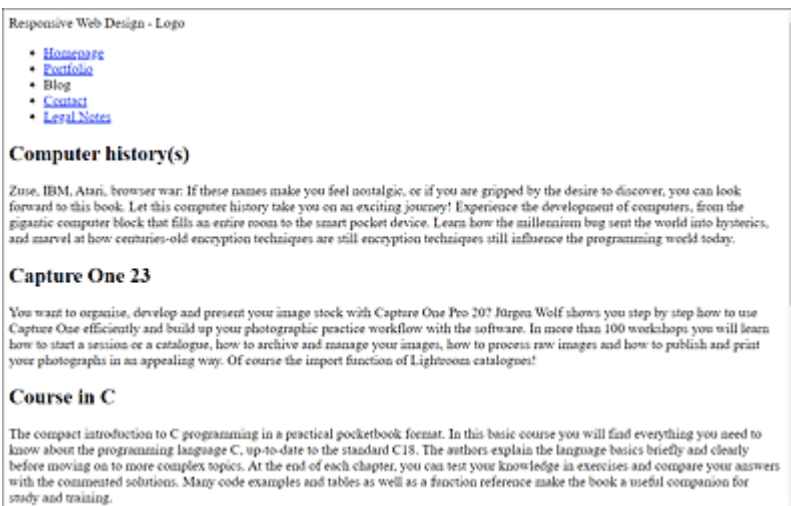 Responsive Web Design - Logo
Homepage
Portfolio
Blog
Contact
Legal Notes
Computer history(s)
Zuse, IBM, Atari, browser war: If these names make you feel nostalgic, or if you are gripped by the desire to discover, you can look
forward to this book. Let this computer history take you on an exciting journey! Experience the development of computers, from the
gigantic computer block that fills an entire room to the smart pocket device. Learn how the millennium bug sent the world into hysterics,
and marvel at how centuries-old encryption techniques are still encryption techniques still influence the programming world today.
Capture One 23
You want to organise, develop and present your image stock with Capture One Pro 20? Jürgen Wolf shows you step by step how to use
Capture One efficiently and build up your photographic practice workflow with the software. In more than 100 workshops you will learn
how to start a session or a catalogue, how to archive and manage your images, how to process raw images and how to publish and print
your photographs in an appealing way. Of course the import function of Lightroom catalogues!
Course in C
The compact introduction to C programming in a practical pocketbook format. In this basic course you will find everything you need to
know about the programming language C, up-to-date to the standard C18. The authors explain the language basics briefly and clearly
before moving on to more complex topics. At the end of each chapter, you can test your knowledge in exercises and compare your answers
with the commented solutions. Many code examples and tables as well as a function reference make the book a useful companion for
study and training.